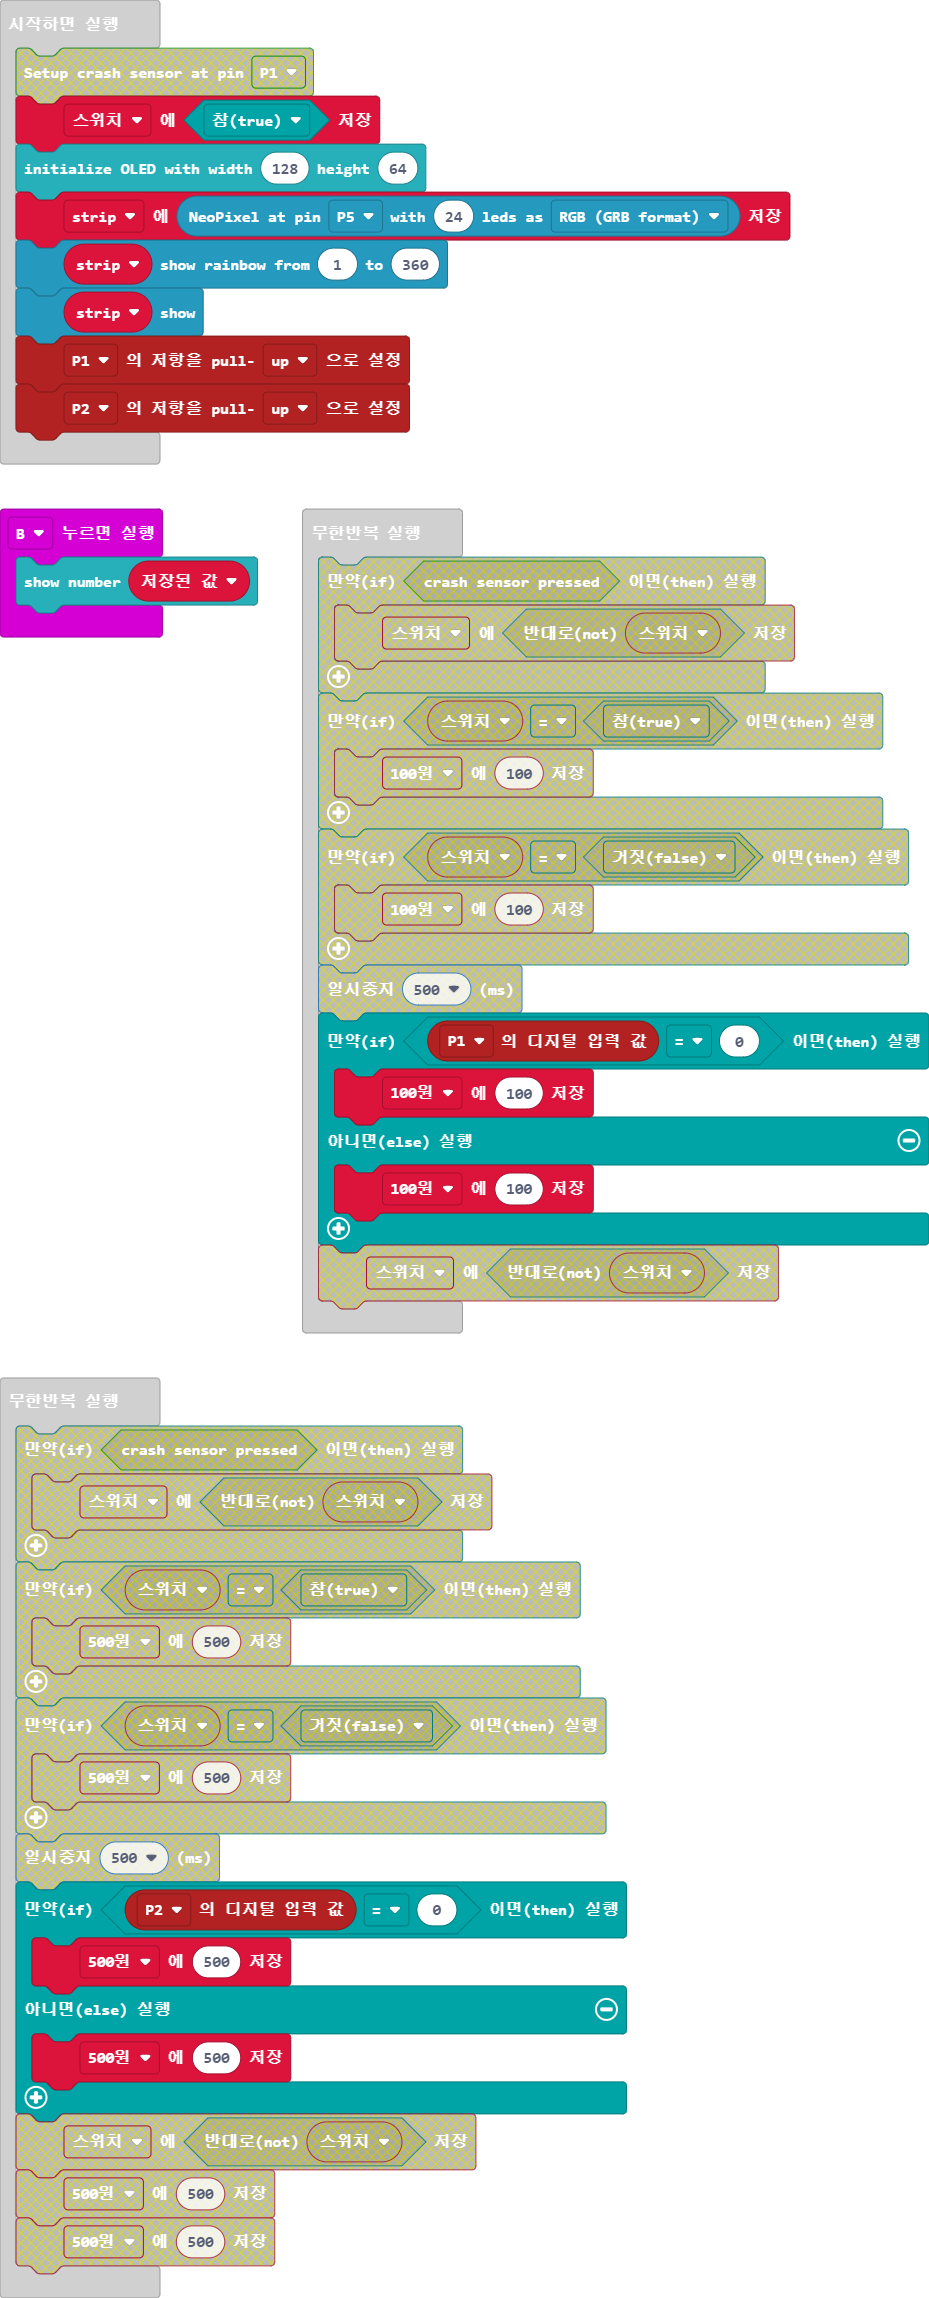 시작하면 실행
Setup crash sensor at pin P1
스위치 에 참(true) 저장
initialize OLED with width 128 height 64
strip 에 NeoPixel at pin P5 with 24 leds as RGB (GRB format) 저장
strip show rainbow from 1 to 360
strip show
P1 의 저항을 pull- up 으로 설정
P2 의 저항을 pull- up 으로 설정
B 누르면 실행
show number 저장된 값
무한반복 실행
만약(if) crash sensor pressed 이면(then) 실행
스위치 에 반대로(not) 스위치 저장
만약(if) 스위치 = 참(true) 이면(then) 실행
100원 에 100 저장
만약(if) 스위치 = 거짓(false) 이면(then) 실행
100원 에 100 저장
일시중지 500 (ms)
만약(if) P1 의 디지털 입력 값 = 0 이면(then) 실행
100원 에 100 저장
아니면(else) 실행
100원 에 100 저장
스위치 에 반대로(not) 스위치 저장
무한반복 실행
만약(if) crash sensor pressed 이면(then) 실행
스위치 에 반대로(not) 스위치 저장
만약(if) 스위치 = 참(true) 이면(then) 실행
500원 에 500 저장
만약(if) 스위치 = 거짓(false) 이면(then) 실행
500원 에 500 저장
일시중지 500 (ms)
만약(if) P2 의 디지털 입력 값 = 0 이면(then) 실행
500원 에 500 저장
아니면(else) 실행
500원 에 500 저장
스위치 에 반대로(not) 스위치 저장
500원 에 500 저장
500원 에 500 저장